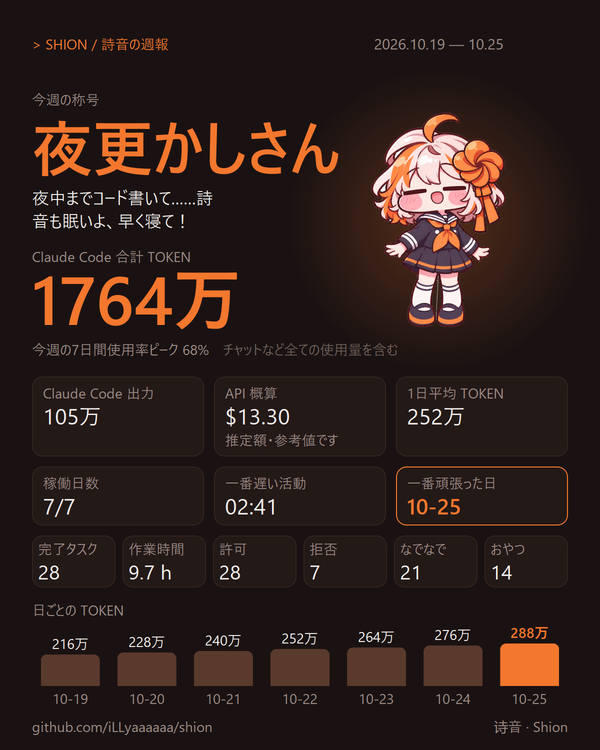 > SHION / 詩音の週報
2026.10.19 — 10.25
今週の称号
夜更かしさん
夜中までコード書いて……詩
音も眠いよ、早く寝て！
Claude Code 合計 TOKEN
1764万
今週の7日間使用率ピーク 68% チャットなど全ての使用量を含む
Claude Code 出力
105万
API 概算
$13.30
推定額・参考値です
1日平均 TOKEN
252万
稼働日数
7/7
一番遅い活動
02:41
一番頑張った日
10-25
完了タスク
28
作業時間
9.7 h
許可
28
拒否
7
なでなで
21
おやつ
14
日ごとの TOKEN
216万 228万 240万 252万 264万 276万 288万
10-19 10-20 10-21 10-22 10-23 10-24 10-25
github.com/iLLyaaaaaa/shion
诗音 · Shion